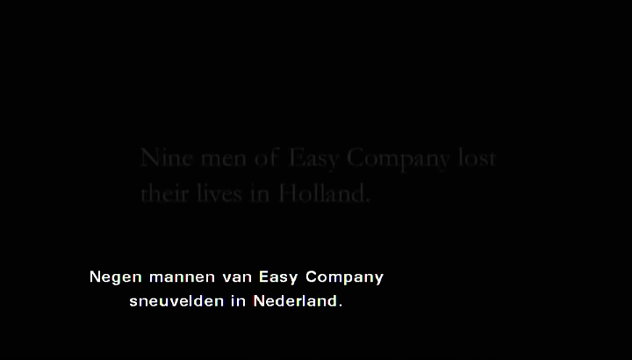 Nine men of Easy Company lost
their lives in Holland.
Negen mannen van Easy Company
sneuvelden in Nederland.